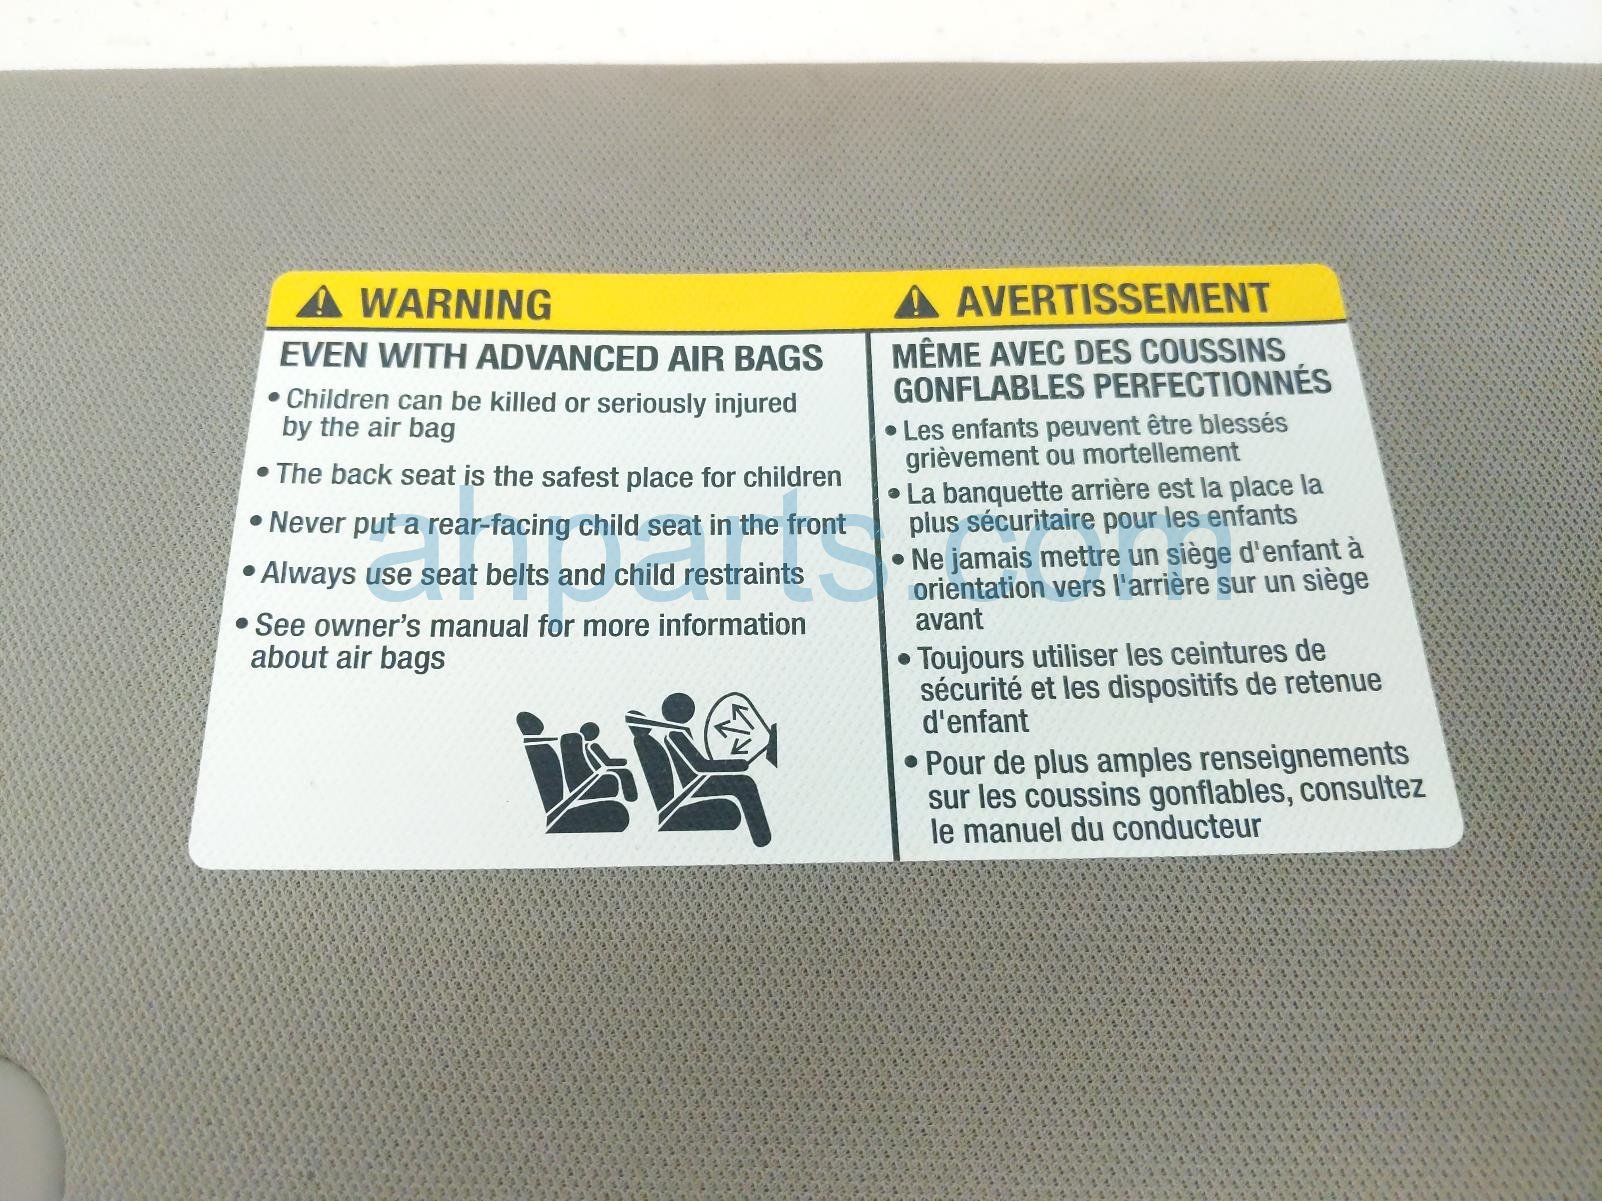 WARNING
EVEN WITH ADVANCED AIR BAGS
• Children can be killed or seriously injured
by the air bag
• The back seat is the safest place for children
• Never put a rear-facing child seat in the front
• Always use seat belts and child restraints
• See owner's manual for more information
about air bags
AVERTISSEMENT
MÊME AVEC DES COUSSINS
GONFLABLES PERFECTIONNÉS
• Les enfants peuvent être blessés
grièvement ou mortellement
• La banquette arrière est la place la
plus sécuritaire pour les enfants
• Ne jamais mettre un siège d'enfant à
orientation vers l'arrière sur un siège
avant
• Toujours utiliser les ceintures de
sécurité et les dispositifs de retenue
d'enfant
• Pour de plus amples renseignements
sur les coussins gonflables, consultez
le manuel du conducteur
ahparts.com